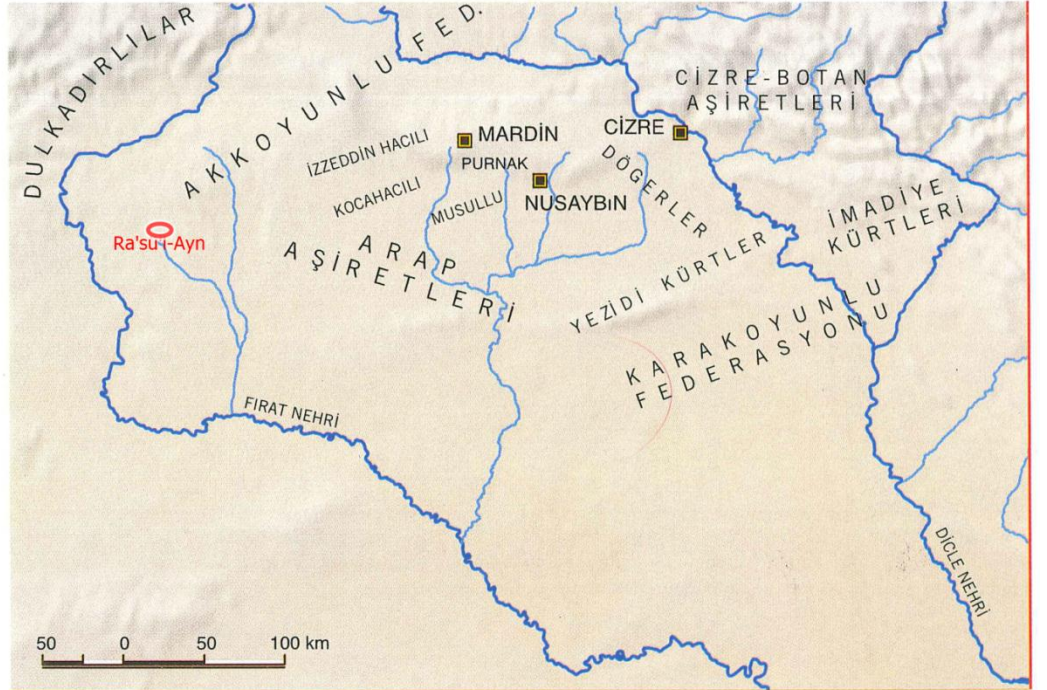 DULKADIRLILAR
AKKOYUNLU FED.
CİZRE-BOTAN
AŞİRETLERİ
MARDİN
CİZRE
İZZEDDİN HACILI
PURNAK
DÖGERLER
KOCAHACILI
MUSULLU
NUSAYBıN
İMADİYE
KÜRTLERİ
Ra'su'l-Ayn
ARAP
AŞİRETLERİ
YEZİDİ KÜRTLER
KARAKOYUNLU
FEDERASYONU
FIRAT NEHRİ
DİCLE NEHRİ
50 0 50 100 km